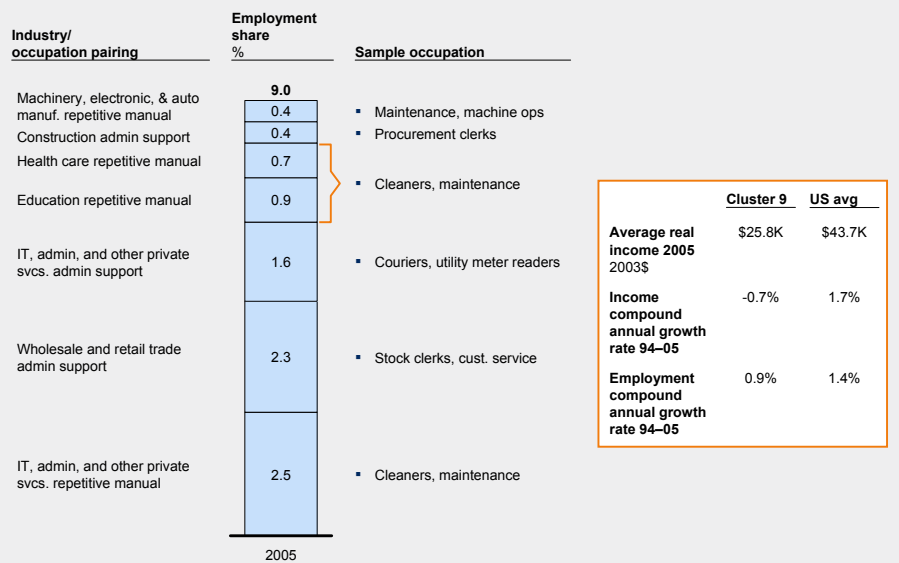 Industry/
occupation pairing
Employment
share
%
Sample occupation
9.0
Machinery, electronic, & auto
manuf. repetitive manual
0.4
▪ Maintenance, machine ops
Construction admin support
0.4
▪ Procurement clerks
Health care repetitive manual
0.7
▪ Cleaners, maintenance
Education repetitive manual
0.9
IT, admin, and other private
svcs. admin support
1.6
▪ Couriers, utility meter readers
Wholesale and retail trade
admin support
2.3
▪ Stock clerks, cust. service
IT, admin, and other private
svcs. repetitive manual
2.5
▪ Cleaners, maintenance
2005
Cluster 9 US avg
Average real
income 2005
2003$
$25.8K $43.7K
Income
compound
annual growth
rate 94–05
-0.7% 1.7%
Employment
compound
annual growth
rate 94–05
0.9% 1.4%